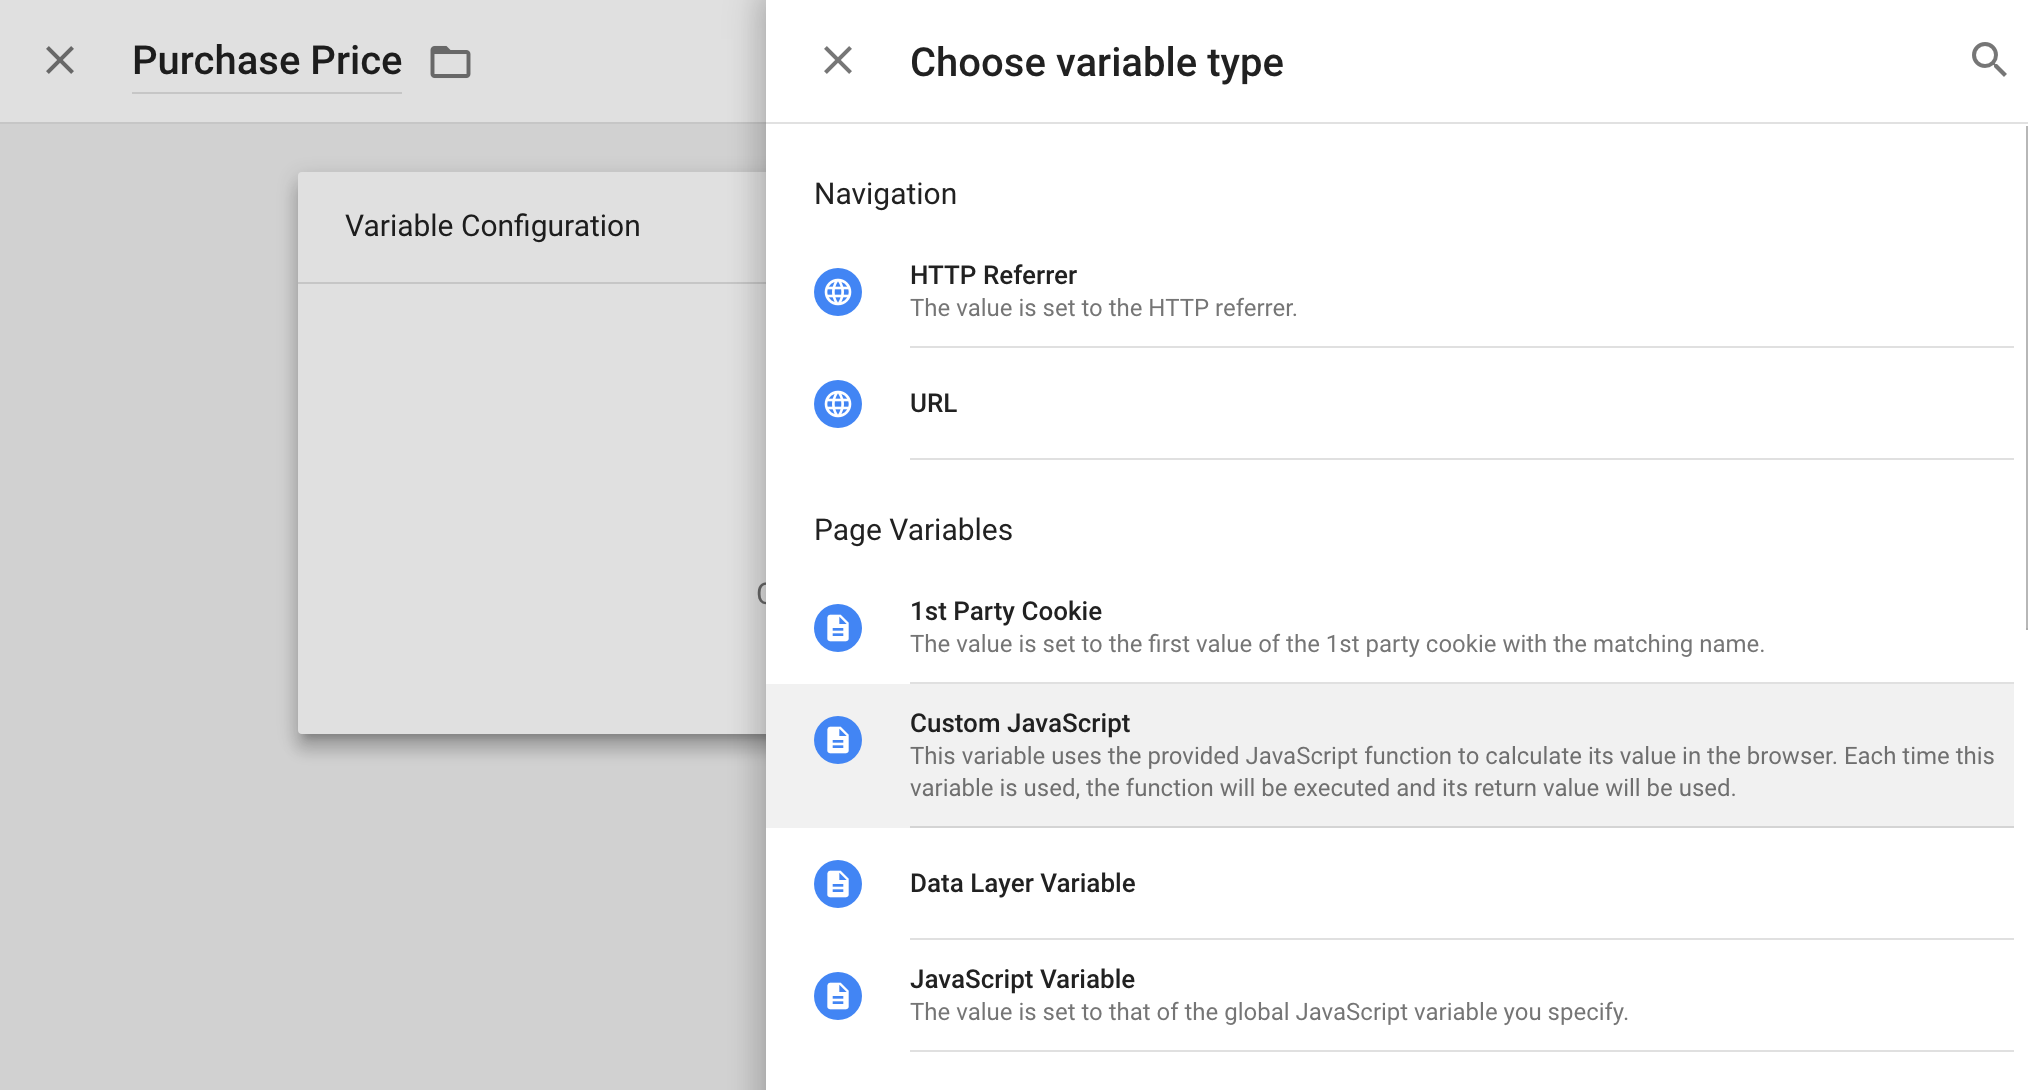 Purchase Price
Variable Configuration
Choose variable type
Navigation
HTTP Referrer
The value is set to the HTTP referrer.
URL
Page Variables
1st Party Cookie
The value is set to the first value of the 1st party cookie with the matching name.
Custom JavaScript
This variable uses the provided JavaScript function to calculate its value in the browser. Each time this
variable is used, the function will be executed and its return value will be used.
Data Layer Variable
JavaScript Variable
The value is set to that of the global JavaScript variable you specify.